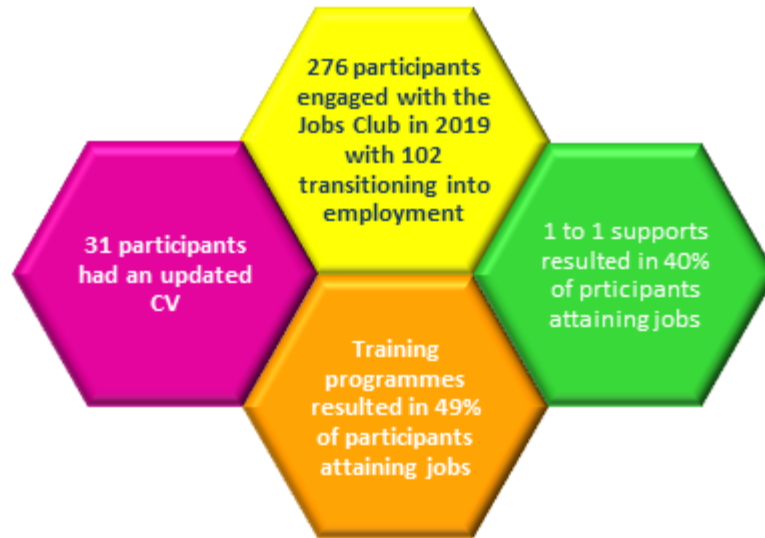 276 participants
engaged with the
Jobs Club in 2019
with 102
transitioning into
employment
31 participants
had an updated
CV
1 to 1 supports
resulted in 40%
of prticipants
attaining jobs
Training
programmes
resulted in 49%
of participants
attaining jobs